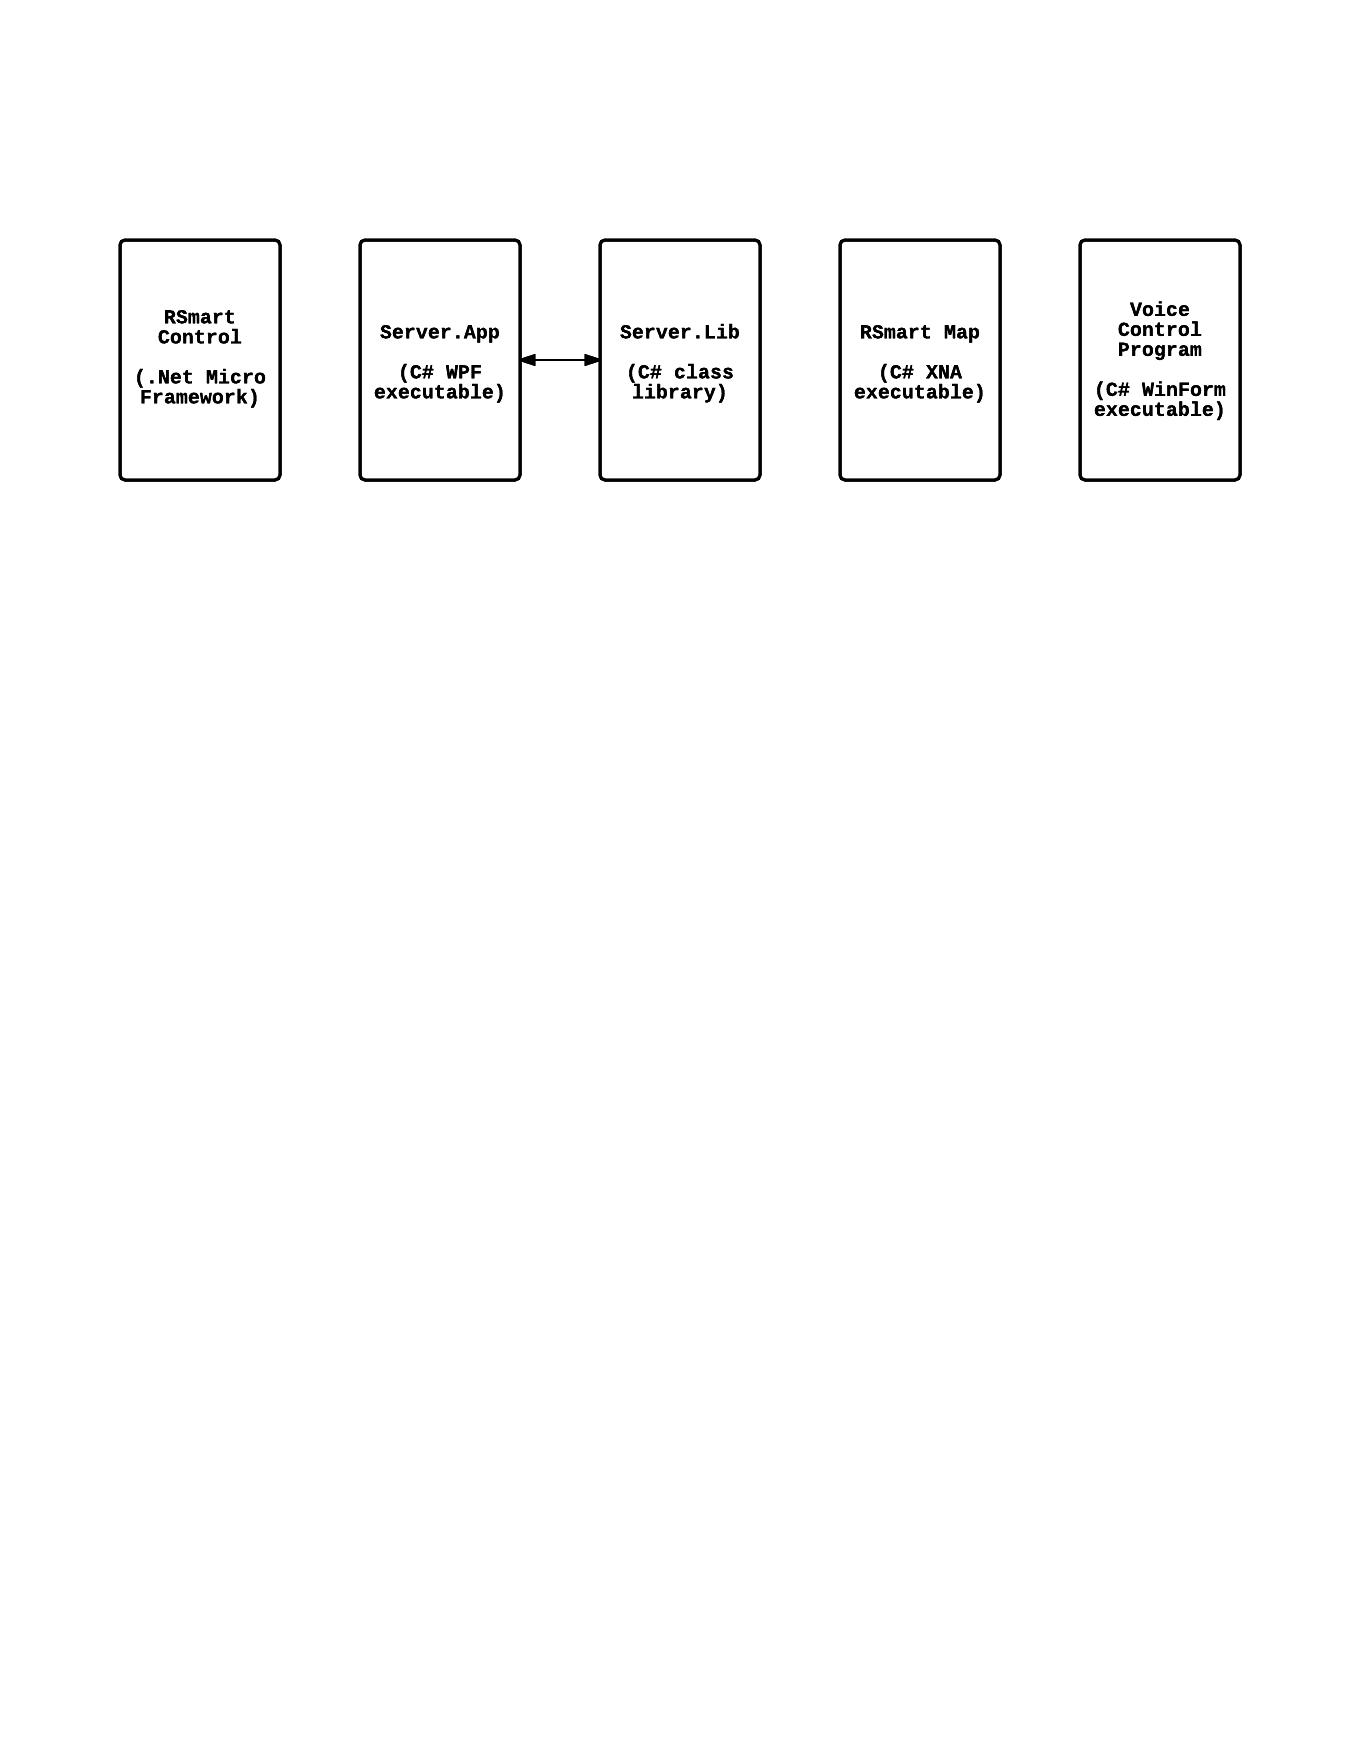 RSmart
Control
(.Net Micro
Framework)
Server.App
(C# WPF
executable)
Server.Lib
(C# class
library)
RSmart Map
(C# XNA
executable)
Voice
Control
Program
(C# WinForm
executable)